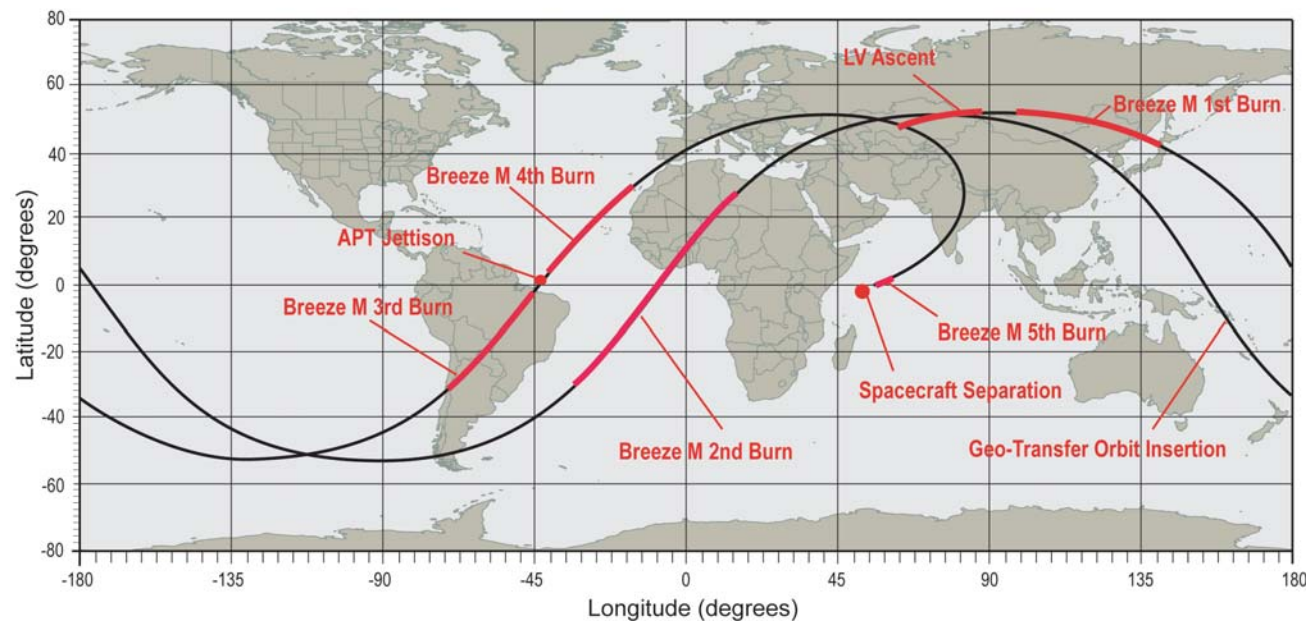 80
60
40
20
0
-20
-40
-60
-80
Latitude (degrees)
LV Ascent
Breeze M 1st Burn
Breeze M 4th Burn
APT Jettison
Breeze M 3rd Burn
Breeze M 5th Burn
Spacecraft Separation
Breeze M 2nd Burn
Geo-Transfer Orbit Insertion
-180 -135 -90 -45 0 45 90 135 180
Longitude (degrees)